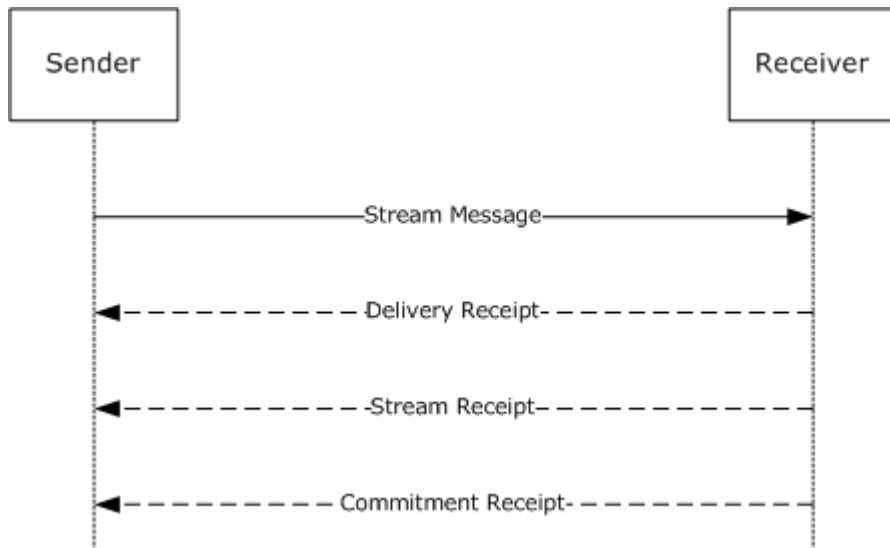 Sender
Receiver
Stream Message
Delivery Receipt
Stream Receipt
Commitment Receipt